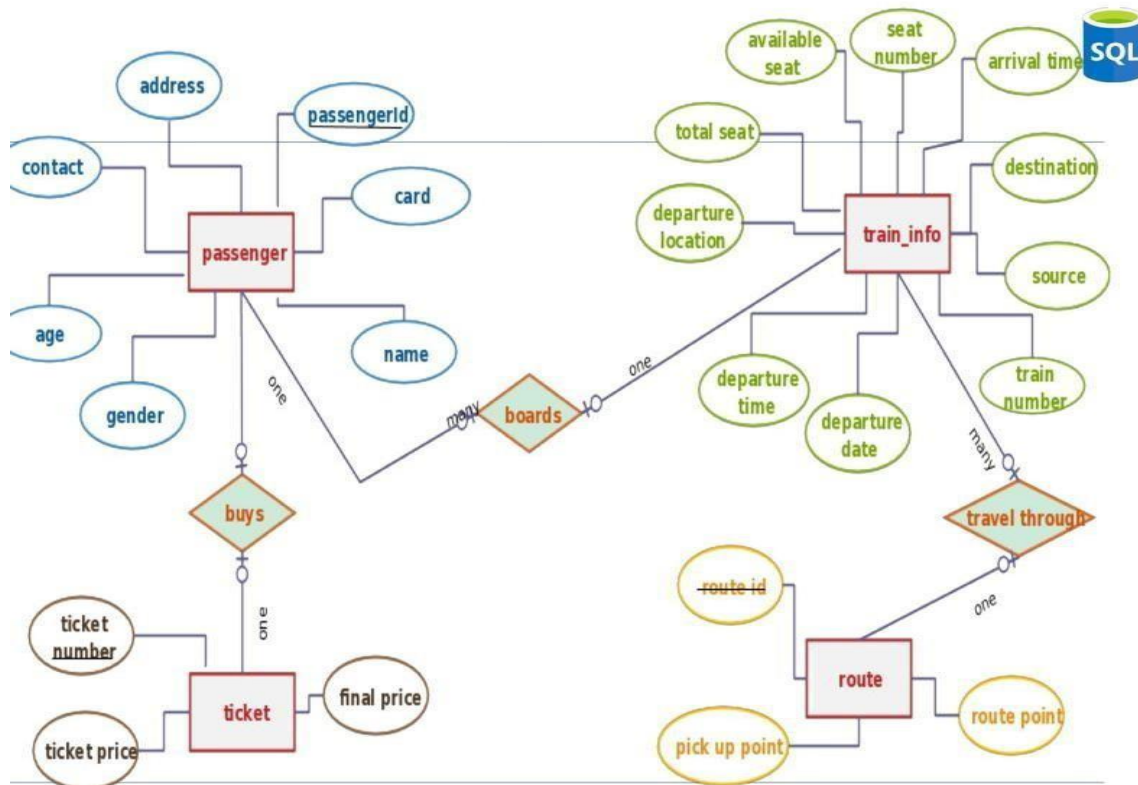 available
seat
seat
number
arrival time
SQL
address
passengerId
contact
card
total seat
destination
departure
location
passenger
train_info
source
age
name
gender
one
many
boards
one
departure
time
departure
date
train
number
many
buys
travel through
one
one
route id
ticket
number
ticket
final price
ticket price
route
route point
pick up point